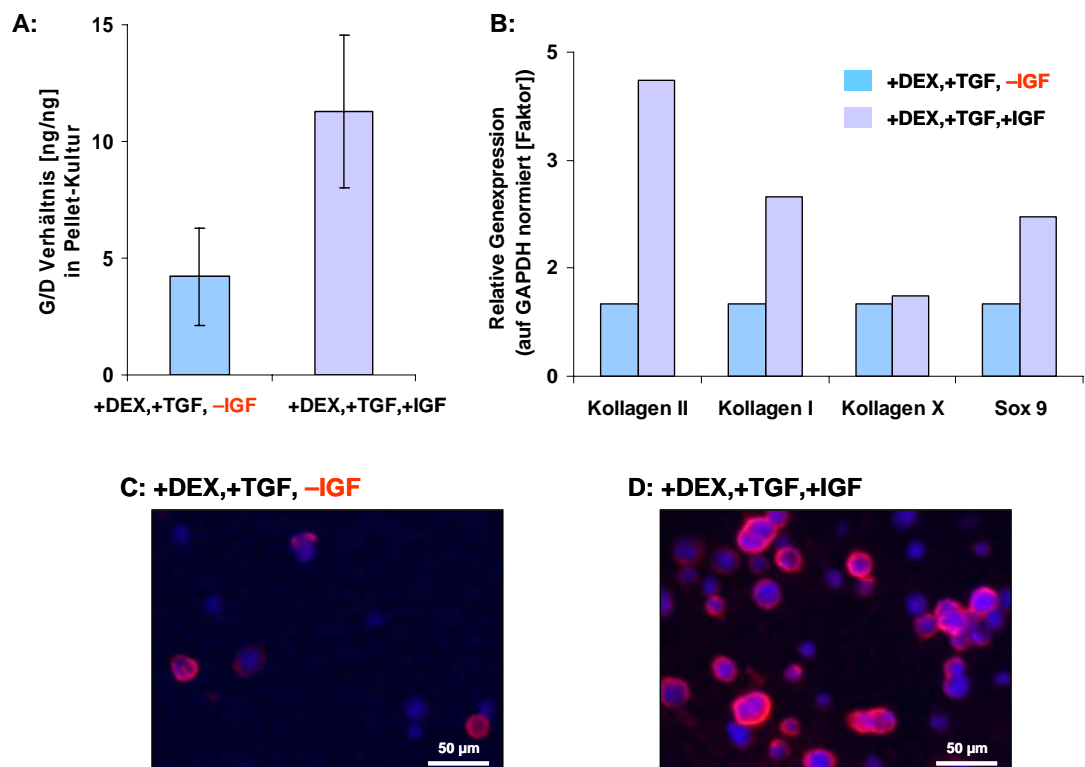 A:
G/D Verhältnis [ng/ng]
in Pellet-Kultur
15
10
5
0
+DEX,+TGF, –IGF
+DEX,+TGF,+IGF
B:
Relative Genexpression
(auf GAPDH normiert [Faktor])
5
3
2
0
+DEX,+TGF, –IGF
+DEX,+TGF,+IGF
Kollagen II
Kollagen I
Kollagen X
Sox 9
C: +DEX,+TGF, –IGF
50 µm
D: +DEX,+TGF,+IGF
50 µm